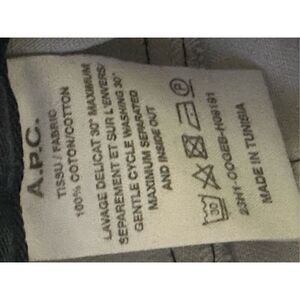 A.P.C.
TISSU / FABRIC
100% COTON/COTTON
LAVAGE DELICAT 30° MAXIMUM
SEPAREMENT ET SUR L'ENVERS/
GENTLE CYCLE WASHING 30°
MAXIMUM SEPARATED
AND INSIDE OUT
30
P
MADE IN TUNISIA